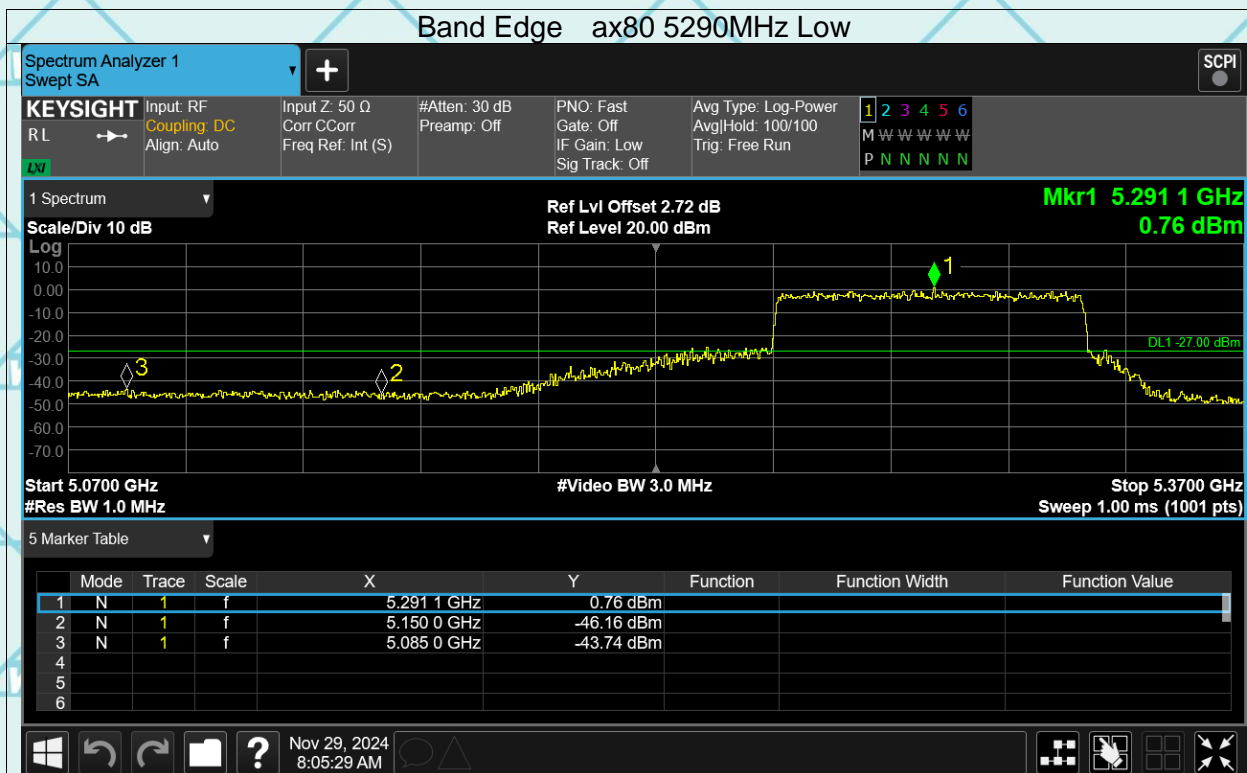 Band Edge ax80 5290MHz Low
Spectrum Analyzer 1
Swept SA
+
SCPI
KEYSIGHT Input: RF Input Z: 50 Ω #Atten: 30 dB PNO: Fast Avg Type: Log-Power 1 2 3 4 5 6
RL Coupling: DC Corr CCorr Preamp: Off Gate: Off Avg|Hold: 100/100 M W W W W W W
Align: Auto Freq Ref: Int (S) IF Gain: Low Trig: Free Run P N N N N N N
LXI Sig Track: Off
1 Spectrum
Mkr1 5.291 1 GHz
Ref Lvl Offset 2.72 dB
0.76 dBm
Scale/Div 10 dB Ref Level 20.00 dBm
Log
10.0
1
0.00
-10.0
-20.0
DL1 -27.00 dBm
-30.0
3
2
-40.0
-50.0
-60.0
-70.0
Start 5.0700 GHz #Video BW 3.0 MHz Stop 5.3700 GHz
#Res BW 1.0 MHz Sweep 1.00 ms (1001 pts)
5 Marker Table
Mode Trace Scale X Y Function Function Width Function Value
1 N 1 f 5.291 1 GHz 0.76 dBm
2 N 1 f 5.150 0 GHz -46.16 dBm
3 N 1 f 5.085 0 GHz -43.74 dBm
4
5
6
? Nov 29, 2024
8:05:29 AM